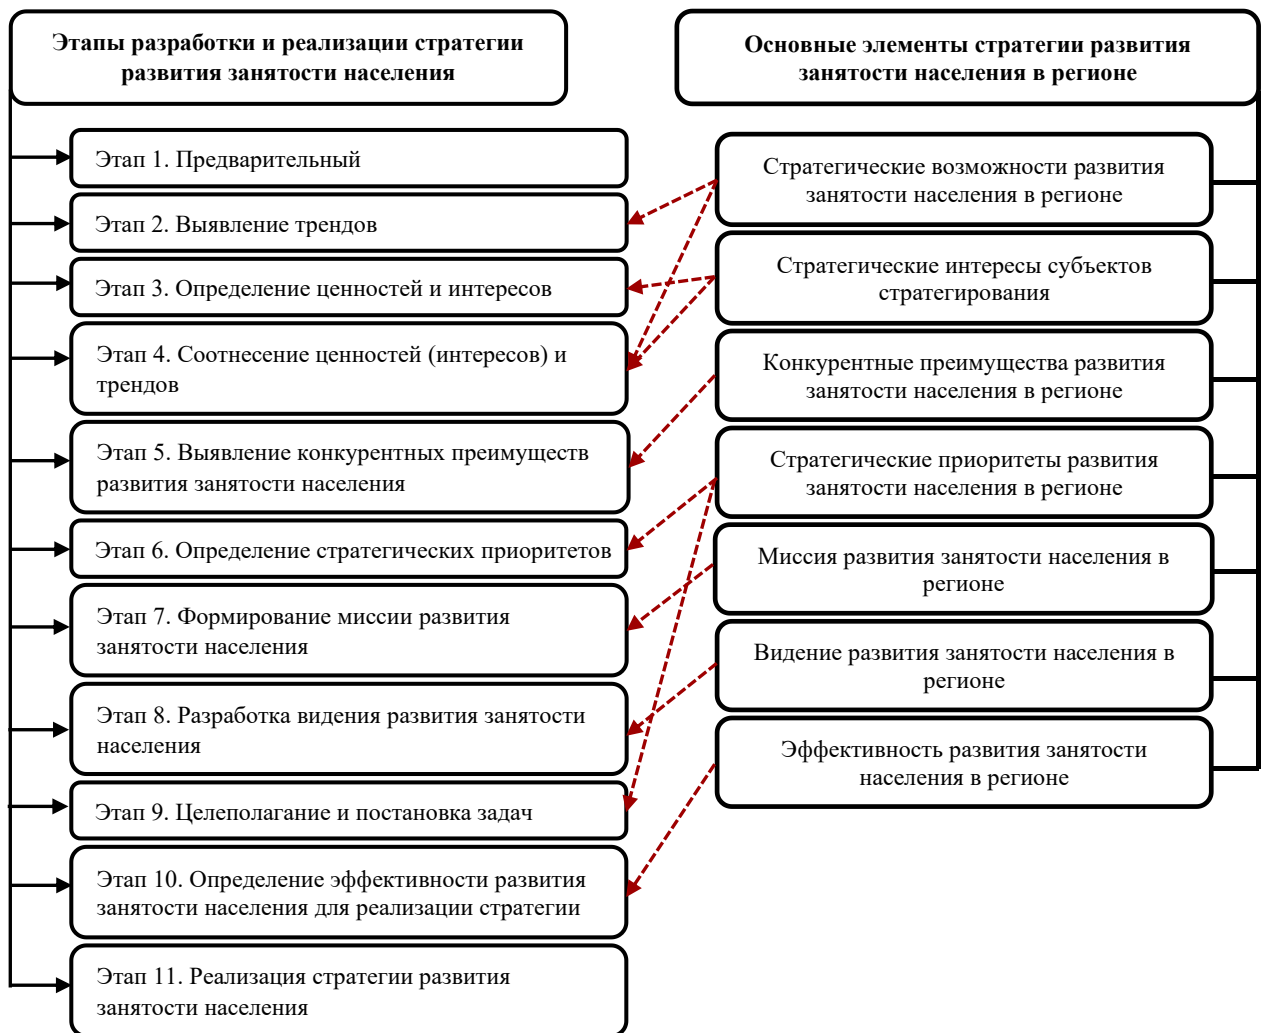 Этапы разработки и реализации стратегии
развития занятости населения
Основные элементы стратегии развития
занятости населения в регионе
Этап 1. Предварительный
Этап 2. Выявление трендов
Этап 3. Определение ценностей и интересов
Этап 4. Соотнесение ценностей (интересов) и
трендов
Этап 5. Выявление конкурентных преимуществ
развития занятости населения
Этап 6. Определение стратегических приоритетов
Этап 7. Формирование миссии развития
занятости населения
Этап 8. Разработка видения развития занятости
населения
Этап 9. Целеполагание и постановка задач
Этап 10. Определение эффективности развития
занятости населения для реализации стратегии
Этап 11. Реализация стратегии развития
занятости населения
Стратегические возможности развития
занятости населения в регионе
Стратегические интересы субъектов
стратегирования
Конкурентные преимущества развития
занятости населения в регионе
Стратегические приоритеты развития
занятости населения в регионе
Миссия развития занятости населения в
регионе
Видение развития занятости населения в
регионе
Эффективность развития занятости
населения в регионе